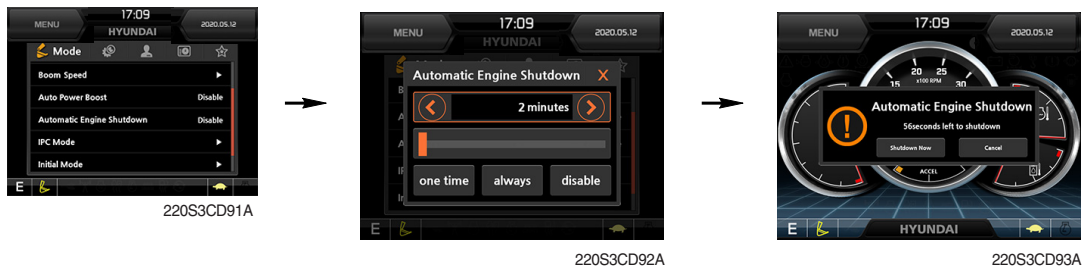 17:09
MENU
2020.05.12
HYUNDAI
Mode
Boom Speed
Auto Power Boost Disable
Automatic Engine Shutdown Disable
IPC Mode
Initial Mode
E
220S3CD91A
17:09
MENU
2020.05.12
HYUNDAI
Automatic Engine Shutdown X
2 minutes
one time always disable
E
220S3CD92A
17:09
MENU
2020.05.12
HYUNDAI
20 25
15 x100 RPM 30
Automatic Engine Shutdown
56seconds left to shutdown
Shutdown Now Cancel
ACCEL
E
HYUNDAI
220S3CD93A